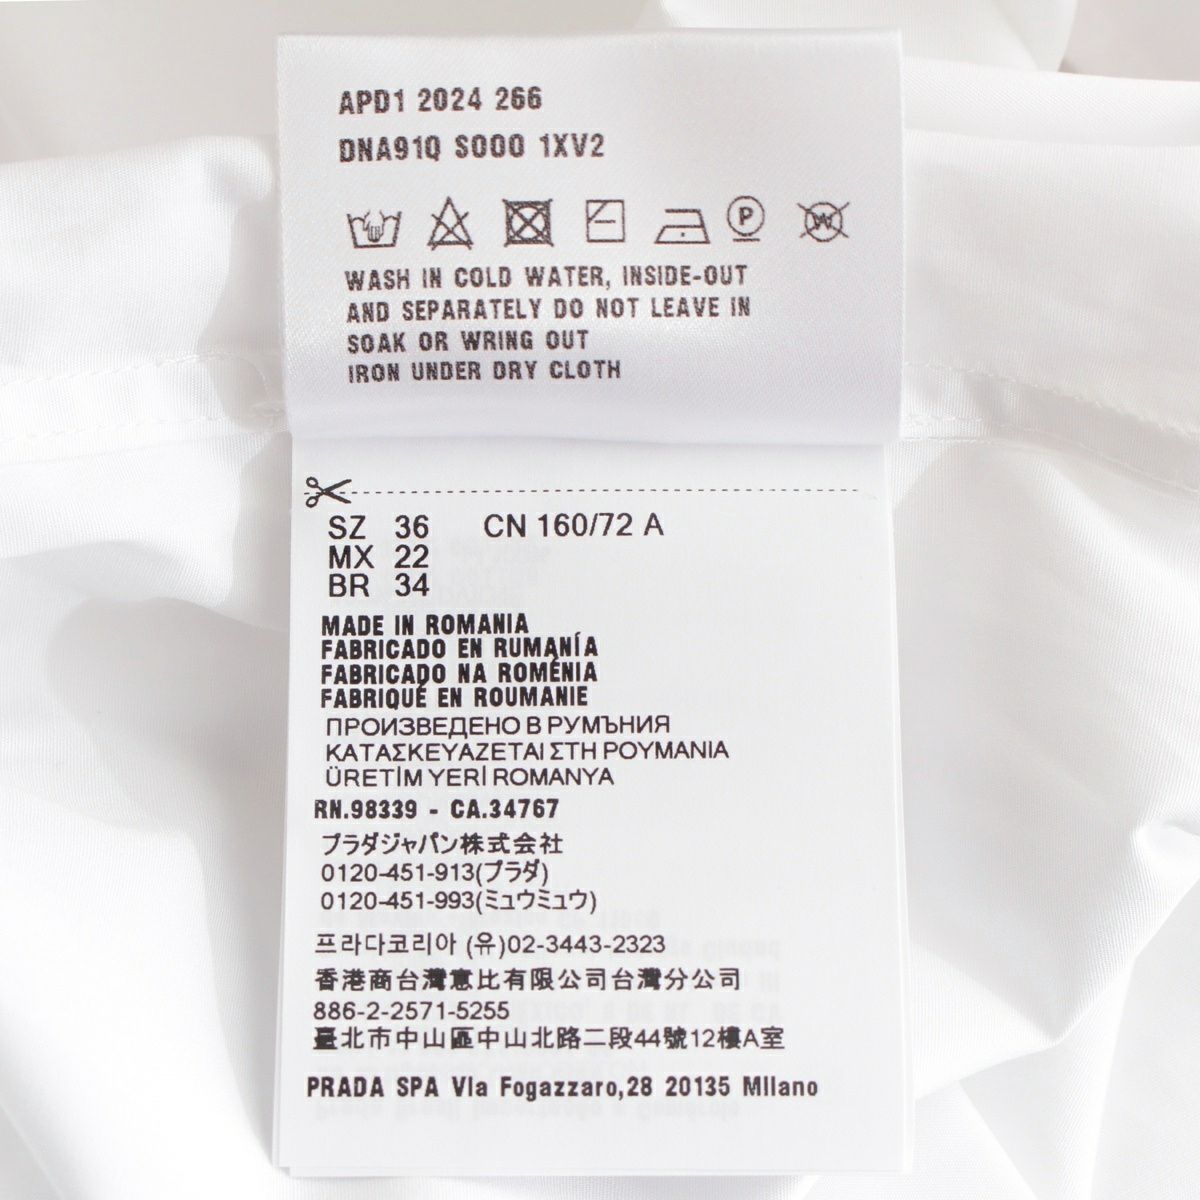 APD1 2024 266
DNA91Q S000 1XV2
P W
WASH IN COLD WATER, INSIDE-OUT
AND SEPARATELY DO NOT LEAVE IN
SOAK OR WRING OUT
IRON UNDER DRY CLOTH
SZ 36 CN 160/72 A
MX 22
BR 34
MADE IN ROMANIA
FABRICADO EN RUMANÍA
FABRICADO NA ROMÉNIA
FABRIQUÉ EN ROUMANIE
ПРОИЗВЕДЕНО В РУМЪНИЯ
ΚΑΤΑΣΚΕΥΑΖΕΤΑΙ ΣΤΗ ΡΟΥΜΑΝΙΑ
ÜRETİM YERİ ROMANYA
RN.98339 - CA.34767
プラダジャパン株式会社
0120-451-913(プラダ)
0120-451-993(ミュウミュウ)
프라다코리아 (유)02-3443-2323
香港商台灣意比有限公司台灣分公司
886-2-2571-5255
臺北市中山區中山北路二段44號12樓A室
PRADA SPA Via Fogazzaro,28 20135 Milano